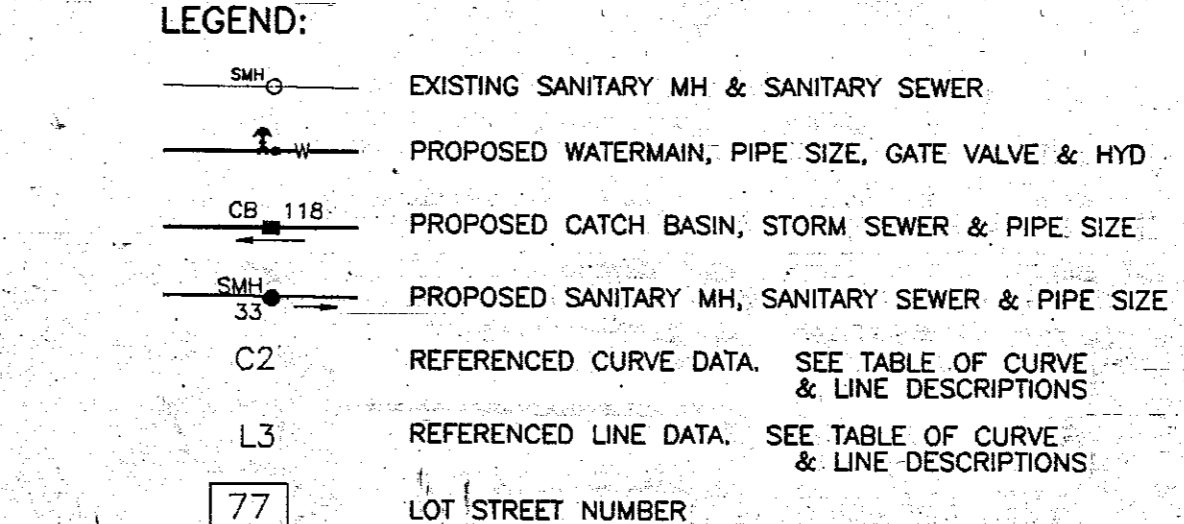 LEGEND:
SMH EXISTING SANITARY MH & SANITARY SEWER
W PROPOSED WATERMAIN, PIPE SIZE, GATE VALVE & HYD
CB 118 PROPOSED CATCH BASIN, STORM SEWER & PIPE SIZE
SMH 33 PROPOSED SANITARY MH, SANITARY SEWER & PIPE SIZE
C2 REFERENCED CURVE DATA. SEE TABLE OF CURVE
& LINE DESCRIPTIONS
L3 REFERENCED LINE DATA. SEE TABLE OF CURVE
& LINE DESCRIPTIONS
77 LOT STREET NUMBER